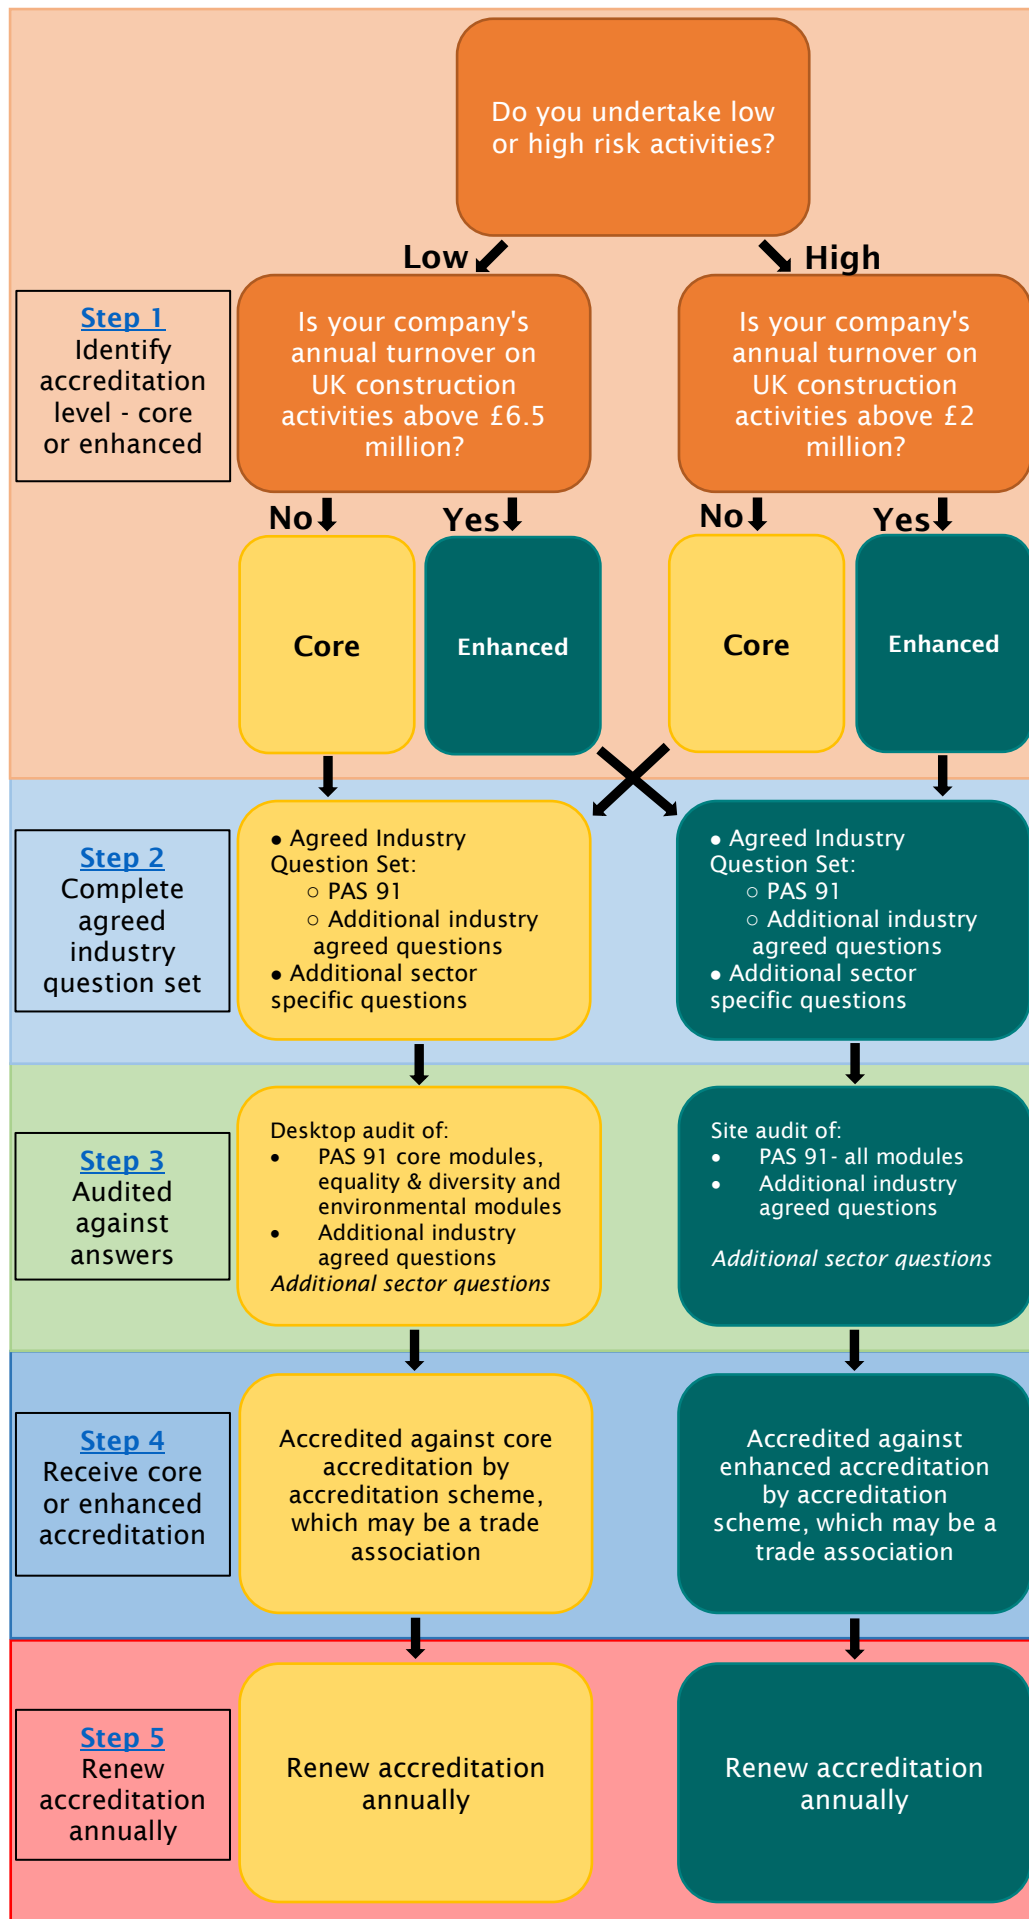 Do you undertake low
or high risk activities?
Low
High
Step 1
Identify
accreditation
level - core
or enhanced
Is your company's
annual turnover on
UK construction
activities above £6.5
million?
Is your company's
annual turnover on
UK construction
activities above £2
million?
No
Yes
No
Yes
Core
Enhanced
Core
Enhanced
Step 2
Complete
agreed
industry
question set
● Agreed Industry
Question Set:
○ PAS 91
○ Additional industry
agreed questions
● Additional sector
specific questions
● Agreed Industry
Question Set:
○ PAS 91
○ Additional industry
agreed questions
● Additional sector
specific questions
Step 3
Audited
against
answers
Desktop audit of:
• PAS 91 core modules,
equality & diversity and
environmental modules
• Additional industry
agreed questions
Additional sector questions
Site audit of:
• PAS 91- all modules
• Additional industry
agreed questions
Additional sector questions
Step 4
Receive core
or enhanced
accreditation
Accredited against core
accreditation by
accreditation scheme,
which may be a trade
association
Accredited against
enhanced accreditation
by accreditation
scheme, which may be a
trade association
Step 5
Renew
accreditation
annually
Renew accreditation
annually
Renew accreditation
annually